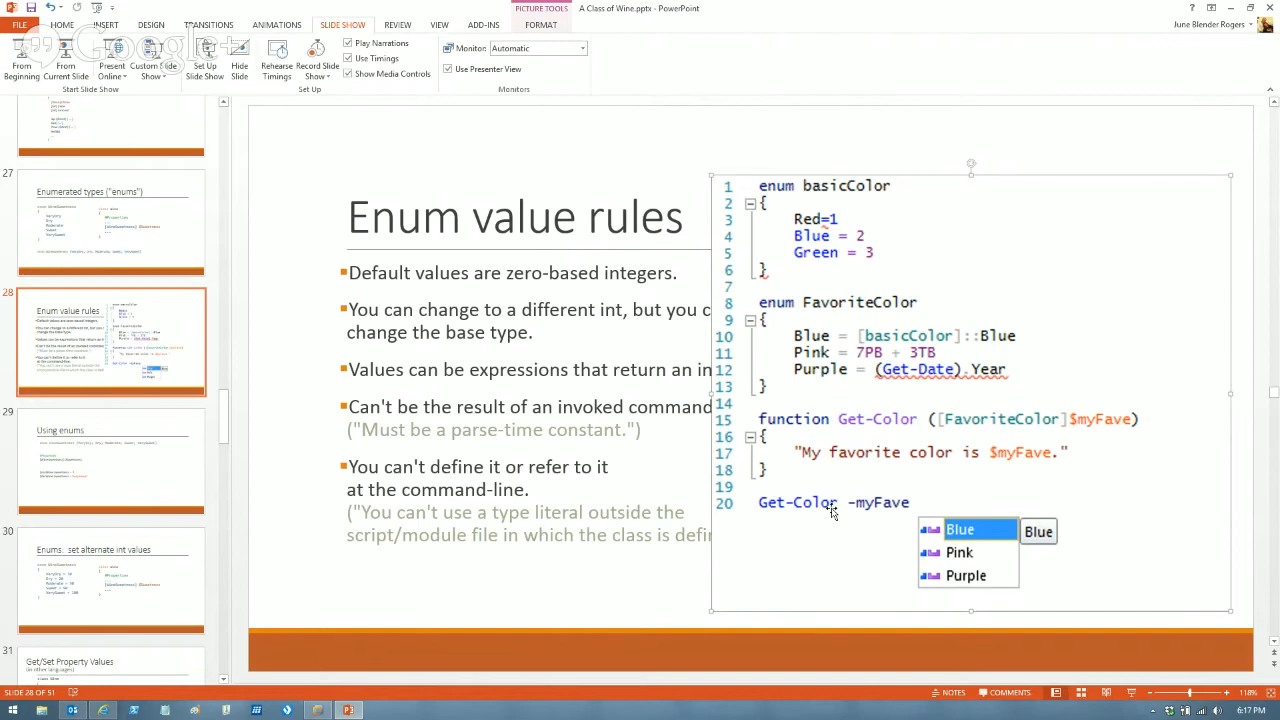 PICTURE TOOLS
A Class of Wine.pptx - PowerPoint
FILE HOME INSERT DESIGN TRANSITIONS ANIMATIONS SLIDE SHOW REVIEW VIEW ADD-INS FORMAT
June Blender Rogers
Google+
From Beginning
From Current Slide
Present Online
Custom Slide Show
Set Up Slide Show
Hide Slide
Rehearse Timings
Record Slide Show
Play Narrations
Use Timings
Show Media Controls
Monitor: Automatic
Use Presenter View
Start Slide Show
Set Up
Monitors
27
Enumerated types ("enums")
28
Enum value rules
29
Using enums
30
Enums: set alternate int values
31
Get/Set Property Values
(in other languages)
Enum value rules
Default values are zero-based integers.
You can change to a different int, but you c
change the base type.
Values can be expressions that return an in
Can't be the result of an invoked command
("Must be a parse-time constant.")
You can't define it or refer to it
at the command-line.
("You can't use a type literal outside the
script/module file in which the class is defin
1 enum basicColor
2 {
3 Red=1
4 Blue = 2
5 Green = 3
6 }
7
8 enum FavoriteColor
9 {
10 Blue = [basicColor]::Blue
11 Pink = 7PB + 3TB
12 Purple = (Get-Date).Year
13 }
14
15 function Get-Color ([FavoriteColor]$myFave)
16 {
17 "My favorite color is $myFave."
18 }
19
20 Get-Color -myFave
Blue
Pink
Purple
Blue
SLIDE 28 OF 51
NOTES
COMMENTS
118%
6:17 PM